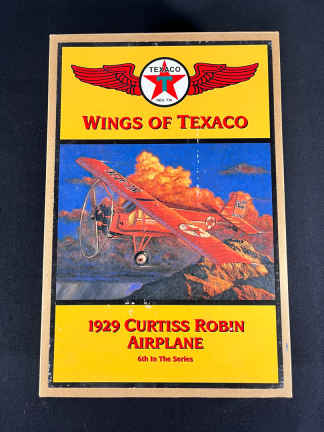 TEXACO
WINGS OF TEXACO
1929 CURTISS ROB!N
AIRPLANE
6th In The Series